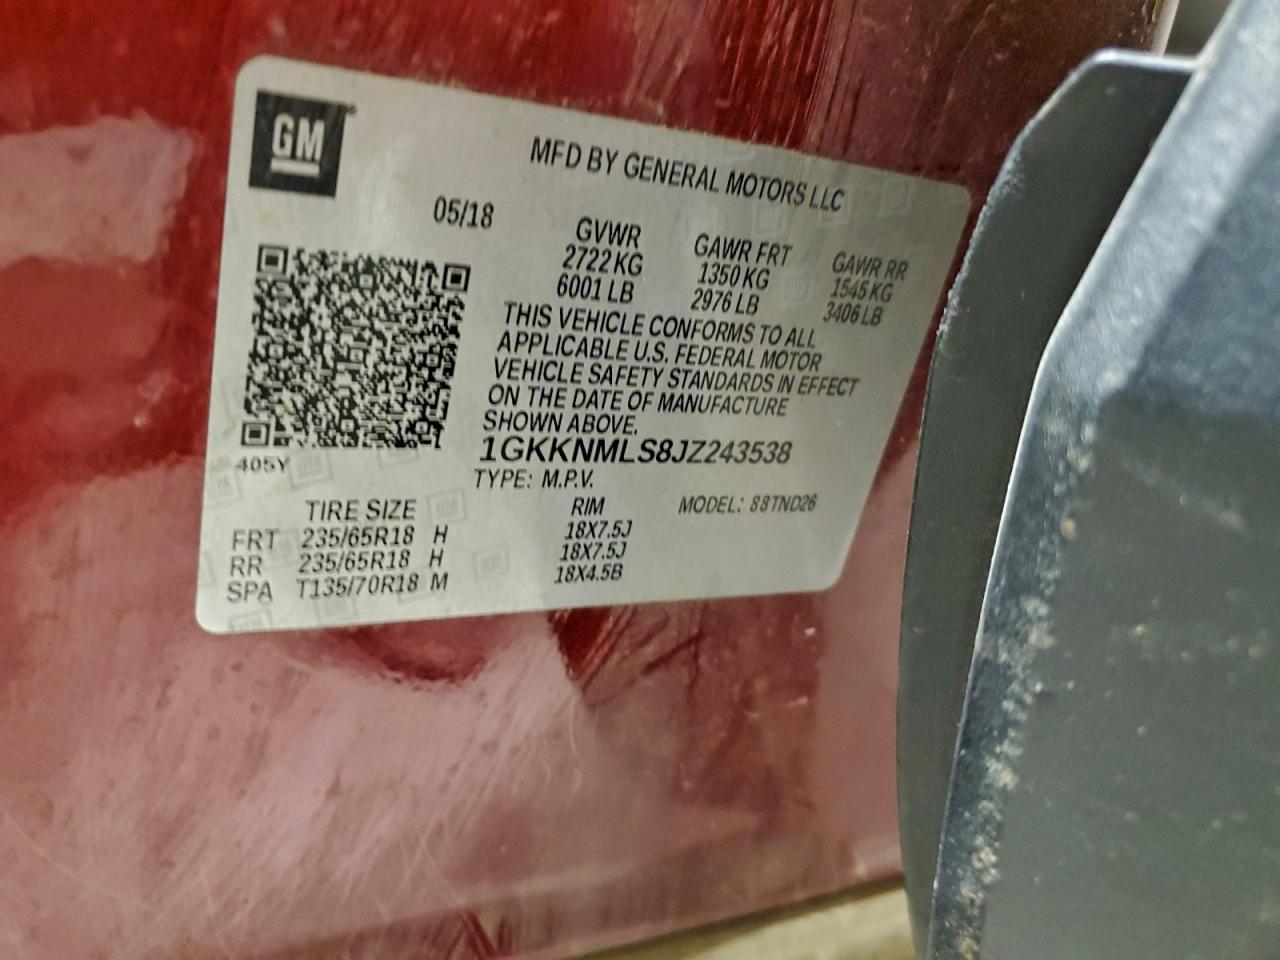 GM
MFD BY GENERAL MOTORS LLC
05/18
GVWR GAWR FRT GAWR RR
2722 KG 1350 KG 1545 KG
6001 LB 2976 LB 3406 LB
THIS VEHICLE CONFORMS TO ALL
APPLICABLE U.S. FEDERAL MOTOR
VEHICLE SAFETY STANDARDS IN EFFECT
ON THE DATE OF MANUFACTURE
SHOWN ABOVE.
1GKKNMLS8JZ243538
405Y
TYPE: M.P.V.
TIRE SIZE RIM MODEL: 88TND26
FRT 235/65R18 H 18X7.5J
RR 235/65R18 H 18X7.5J
SPA T135/70R18 M 18X4.5B